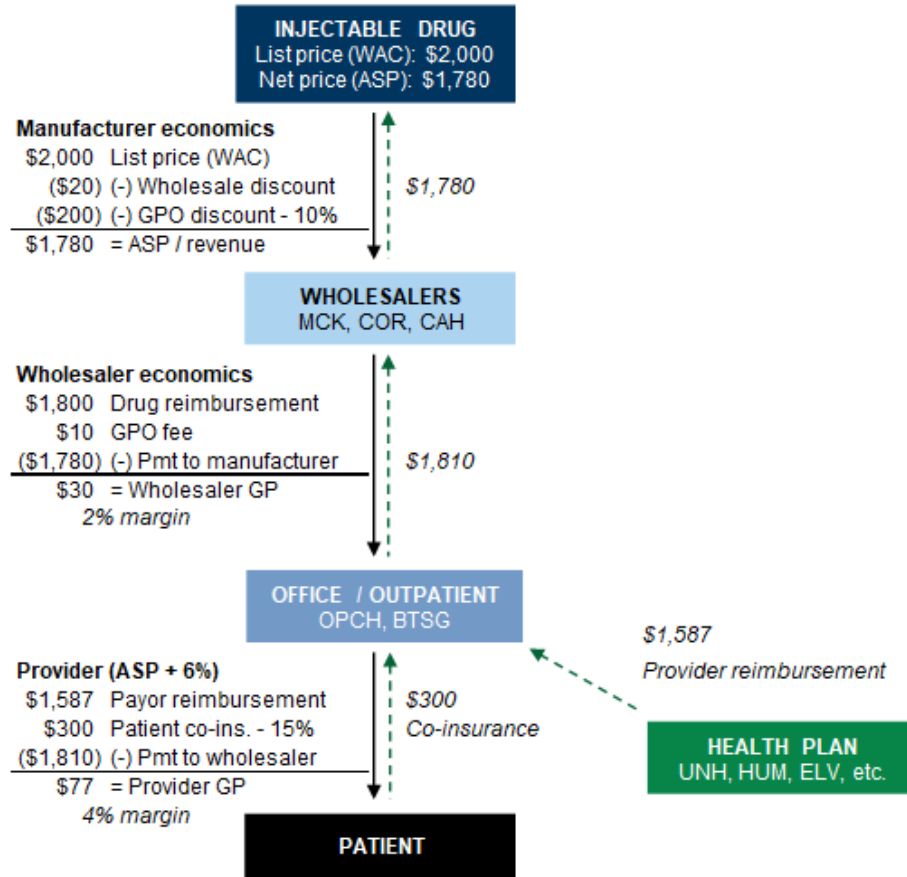 INJECTABLE DRUG
List price (WAC): $2,000
Net price (ASP): $1,780
Manufacturer economics
$2,000 List price (WAC)
($20) (-) Wholesale discount
($200) (-) GPO discount - 10%
$1,780 = ASP / revenue
$1,780
WHOLESALERS
MCK, COR, CAH
Wholesaler economics
$1,800 Drug reimbursement
$10 GPO fee
($1,780) (-) Pmt to manufacturer
$30 = Wholesaler GP
2% margin
$1,810
OFFICE / OUTPATIENT
OPCH, BTSG
$1,587
Provider reimbursement
Provider (ASP + 6%)
$1,587 Payor reimbursement
$300 Patient co-ins. - 15%
($1,810) (-) Pmt to wholesaler
$77 = Provider GP
4% margin
$300
Co-insurance
HEALTH PLAN
UNH, HUM, ELV, etc.
PATIENT